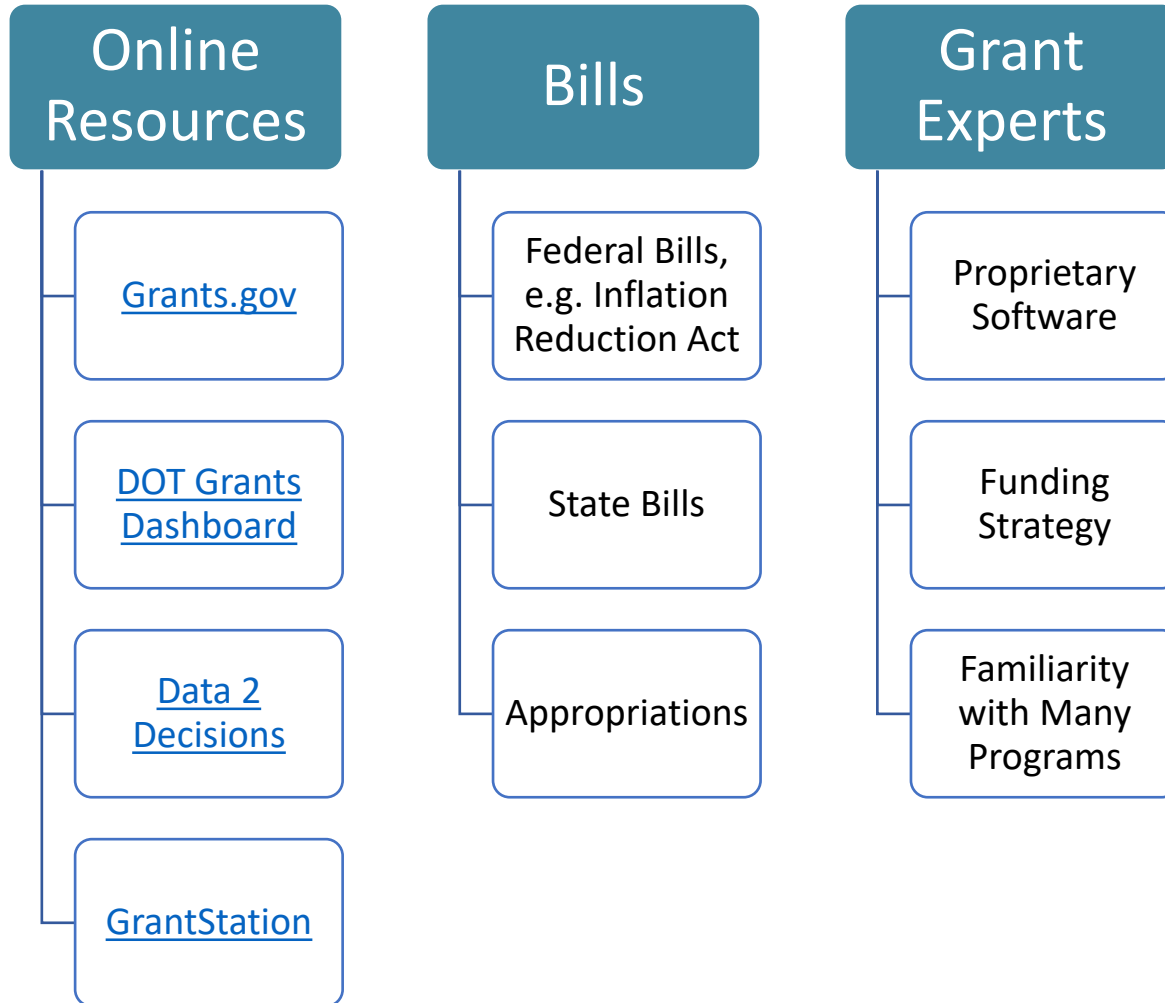 Online
Resources
Grants.gov
DOT Grants
Dashboard
Data 2
Decisions
GrantStation
Bills
Federal Bills,
e.g. Inflation
Reduction Act
State Bills
Appropriations
Grant
Experts
Proprietary
Software
Funding
Strategy
Familiarity
with Many
Programs